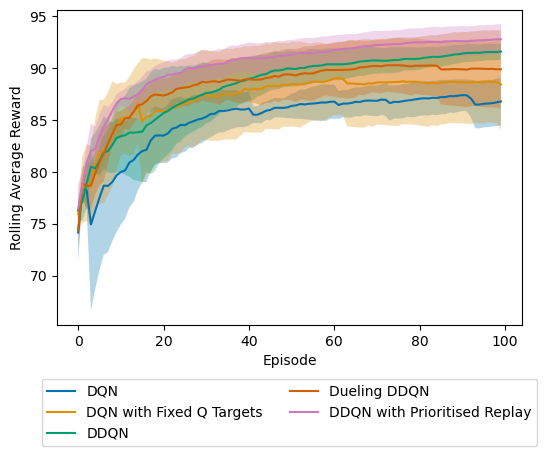 95
90
85
80
75
70
Rolling Average Reward
0
20
40
60
80
100
Episode
DQN
DQN with Fixed Q Targets
DDQN
Dueling DDQN
DDQN with Prioritised Replay